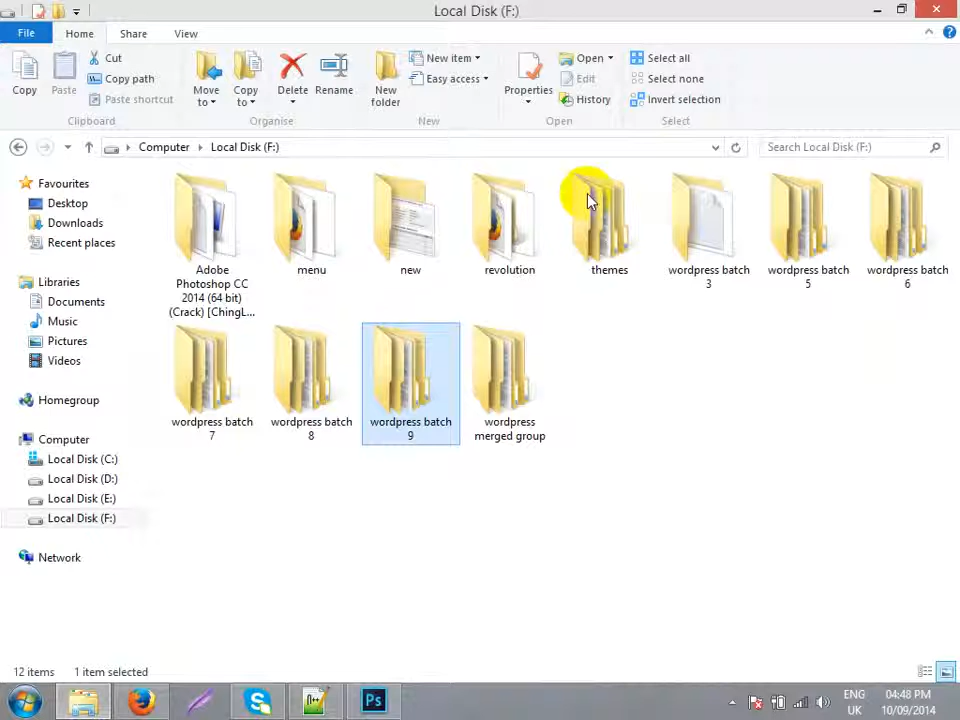 Local Disk (F:)
File Home Share View
Copy Paste Cut Copy path Paste shortcut
Move to Copy to Delete Rename
New folder New item Easy access
Properties Open Edit History
Select all Select none Invert selection
Clipboard Organise New Open Select
Computer Local Disk (F:) Search Local Disk (F:)
Favourites
Desktop
Downloads
Recent places
Libraries
Documents
Music
Pictures
Videos
Homegroup
Computer
Local Disk (C:)
Local Disk (D:)
Local Disk (E:)
Local Disk (F:)
Network
Adobe
Photoshop CC
2014 (64 bit)
(Crack) [ChingL...
menu
new
revolution
themes
wordpress batch
3
wordpress batch
5
wordpress batch
6
wordpress batch
7
wordpress batch
8
wordpress batch
9
wordpress
merged group
12 items 1 item selected
n++
Ps
ENG
UK
04:48 PM
10/09/2014